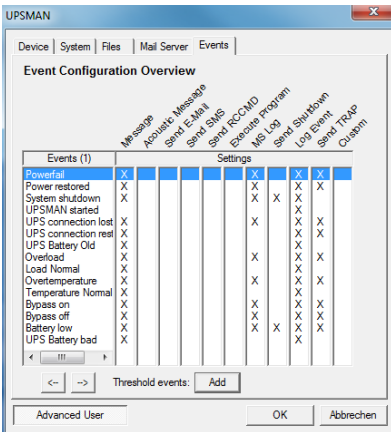 UPSMAN
Device System Files Mail Server Events
Event Configuration Overview
Message Acoustic Message Send E-Mail Send SMS Send RCCMD Execute Program MS Log Send Shutdown Log Event Send TRAP Custom
Events (1) Settings
Powerfail X X X X
Power restored X X X X
System shutdown X X X X
UPSMAN started X
UPS connection lost X X X X
UPS connection rest X X X
UPS Battery Old X X
Overload X X X X
Load Normal X X
Overtemperature X X X X
Temperature Normal X X
Bypass on X X X X
Bypass off X X X X
Battery low X X X X X
UPS Battery bad X X
<-- --> Threshold events: Add
Advanced User OK Abbrechen